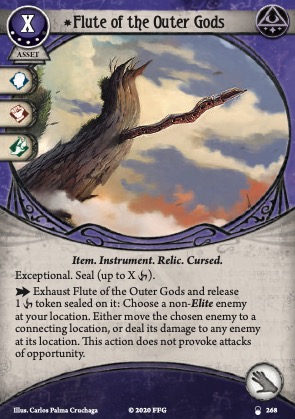 X
ASSET
*Flute of the Outer Gods
Item. Instrument. Relic. Cursed.
Exceptional. Seal (up to X ).
Exhaust Flute of the Outer Gods and release
1 token sealed on it: Choose a non-Elite enemy
at your location. Either move the chosen enemy to a
connecting location, or deal its damage to any enemy
at its location. This action does not provoke attacks
of opportunity.
Illus. Carlos Palma Cruchaga © 2020 FFG 268